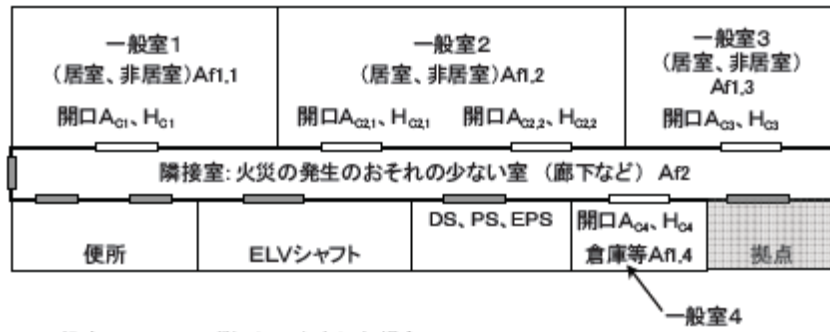 一般室1
(居室、非居室)Af1,1
開口AC1、HC1
一般室2
(居室、非居室)Af1,2
開口AC2,1、HC2,1
開口AC2,2、HC2,2
一般室3
(居室、非居室)
Af1,3
開口AC3、HC3
隣接室:火災の発生のおそれの少ない室 (廊下など) Af2
便所
ELVシャフト
DS、PS、EPS
開口AC4、HC4
倉庫等Af1,4
拠点
一般室4